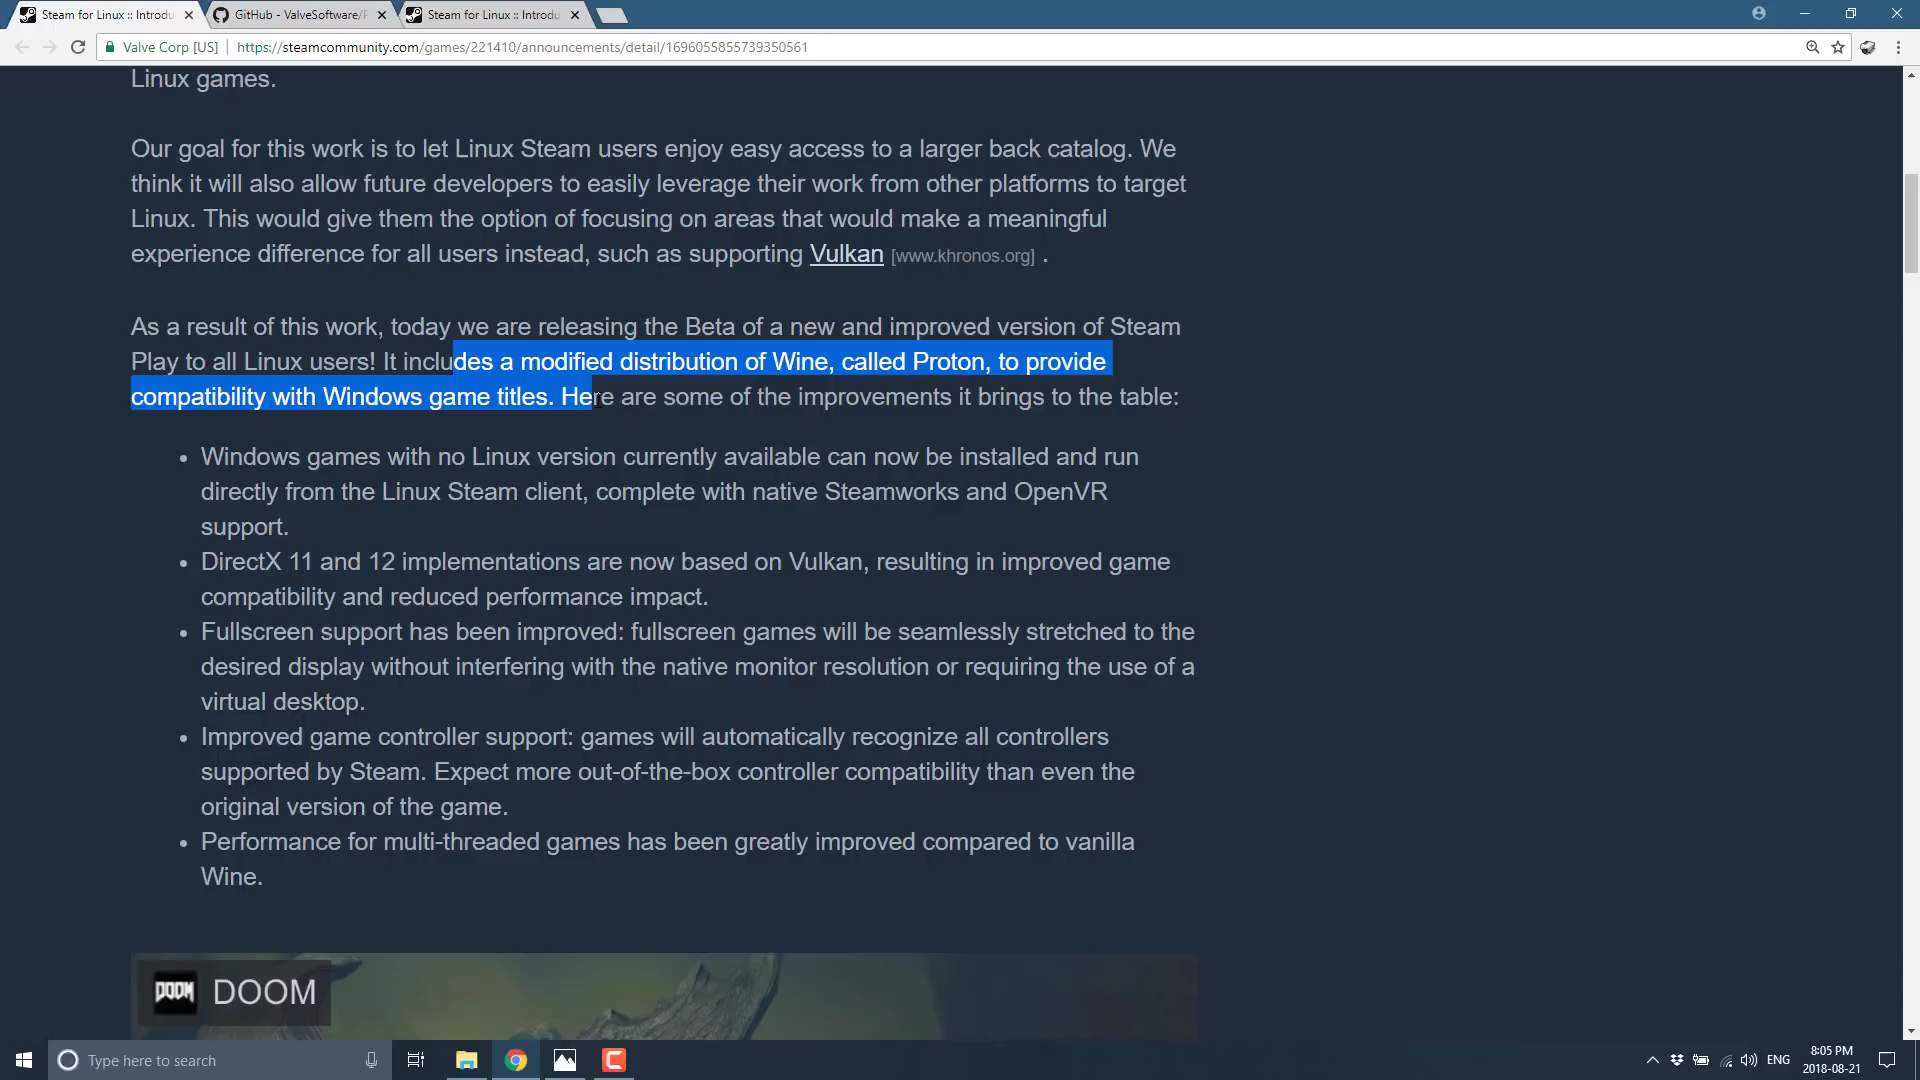 Steam for Linux :: Introdu
GitHub - ValveSoftware/P
Steam for Linux :: Introdu
Valve Corp [US]
https://steamcommunity.com/games/221410/announcements/detail/1696055855739350561
Linux games.
Our goal for this work is to let Linux Steam users enjoy easy access to a larger back catalog. We
think it will also allow future developers to easily leverage their work from other platforms to target
Linux. This would give them the option of focusing on areas that would make a meaningful
experience difference for all users instead, such as supporting Vulkan [www.khronos.org] .
As a result of this work, today we are releasing the Beta of a new and improved version of Steam
Play to all Linux users! It includes a modified distribution of Wine, called Proton, to provide
compatibility with Windows game titles. Here are some of the improvements it brings to the table:
• Windows games with no Linux version currently available can now be installed and run
directly from the Linux Steam client, complete with native Steamworks and OpenVR
support.
• DirectX 11 and 12 implementations are now based on Vulkan, resulting in improved game
compatibility and reduced performance impact.
• Fullscreen support has been improved: fullscreen games will be seamlessly stretched to the
desired display without interfering with the native monitor resolution or requiring the use of a
virtual desktop.
• Improved game controller support: games will automatically recognize all controllers
supported by Steam. Expect more out-of-the-box controller compatibility than even the
original version of the game.
• Performance for multi-threaded games has been greatly improved compared to vanilla
Wine.
DOOM DOOM
Type here to search
ENG
8:05 PM
2018-08-21